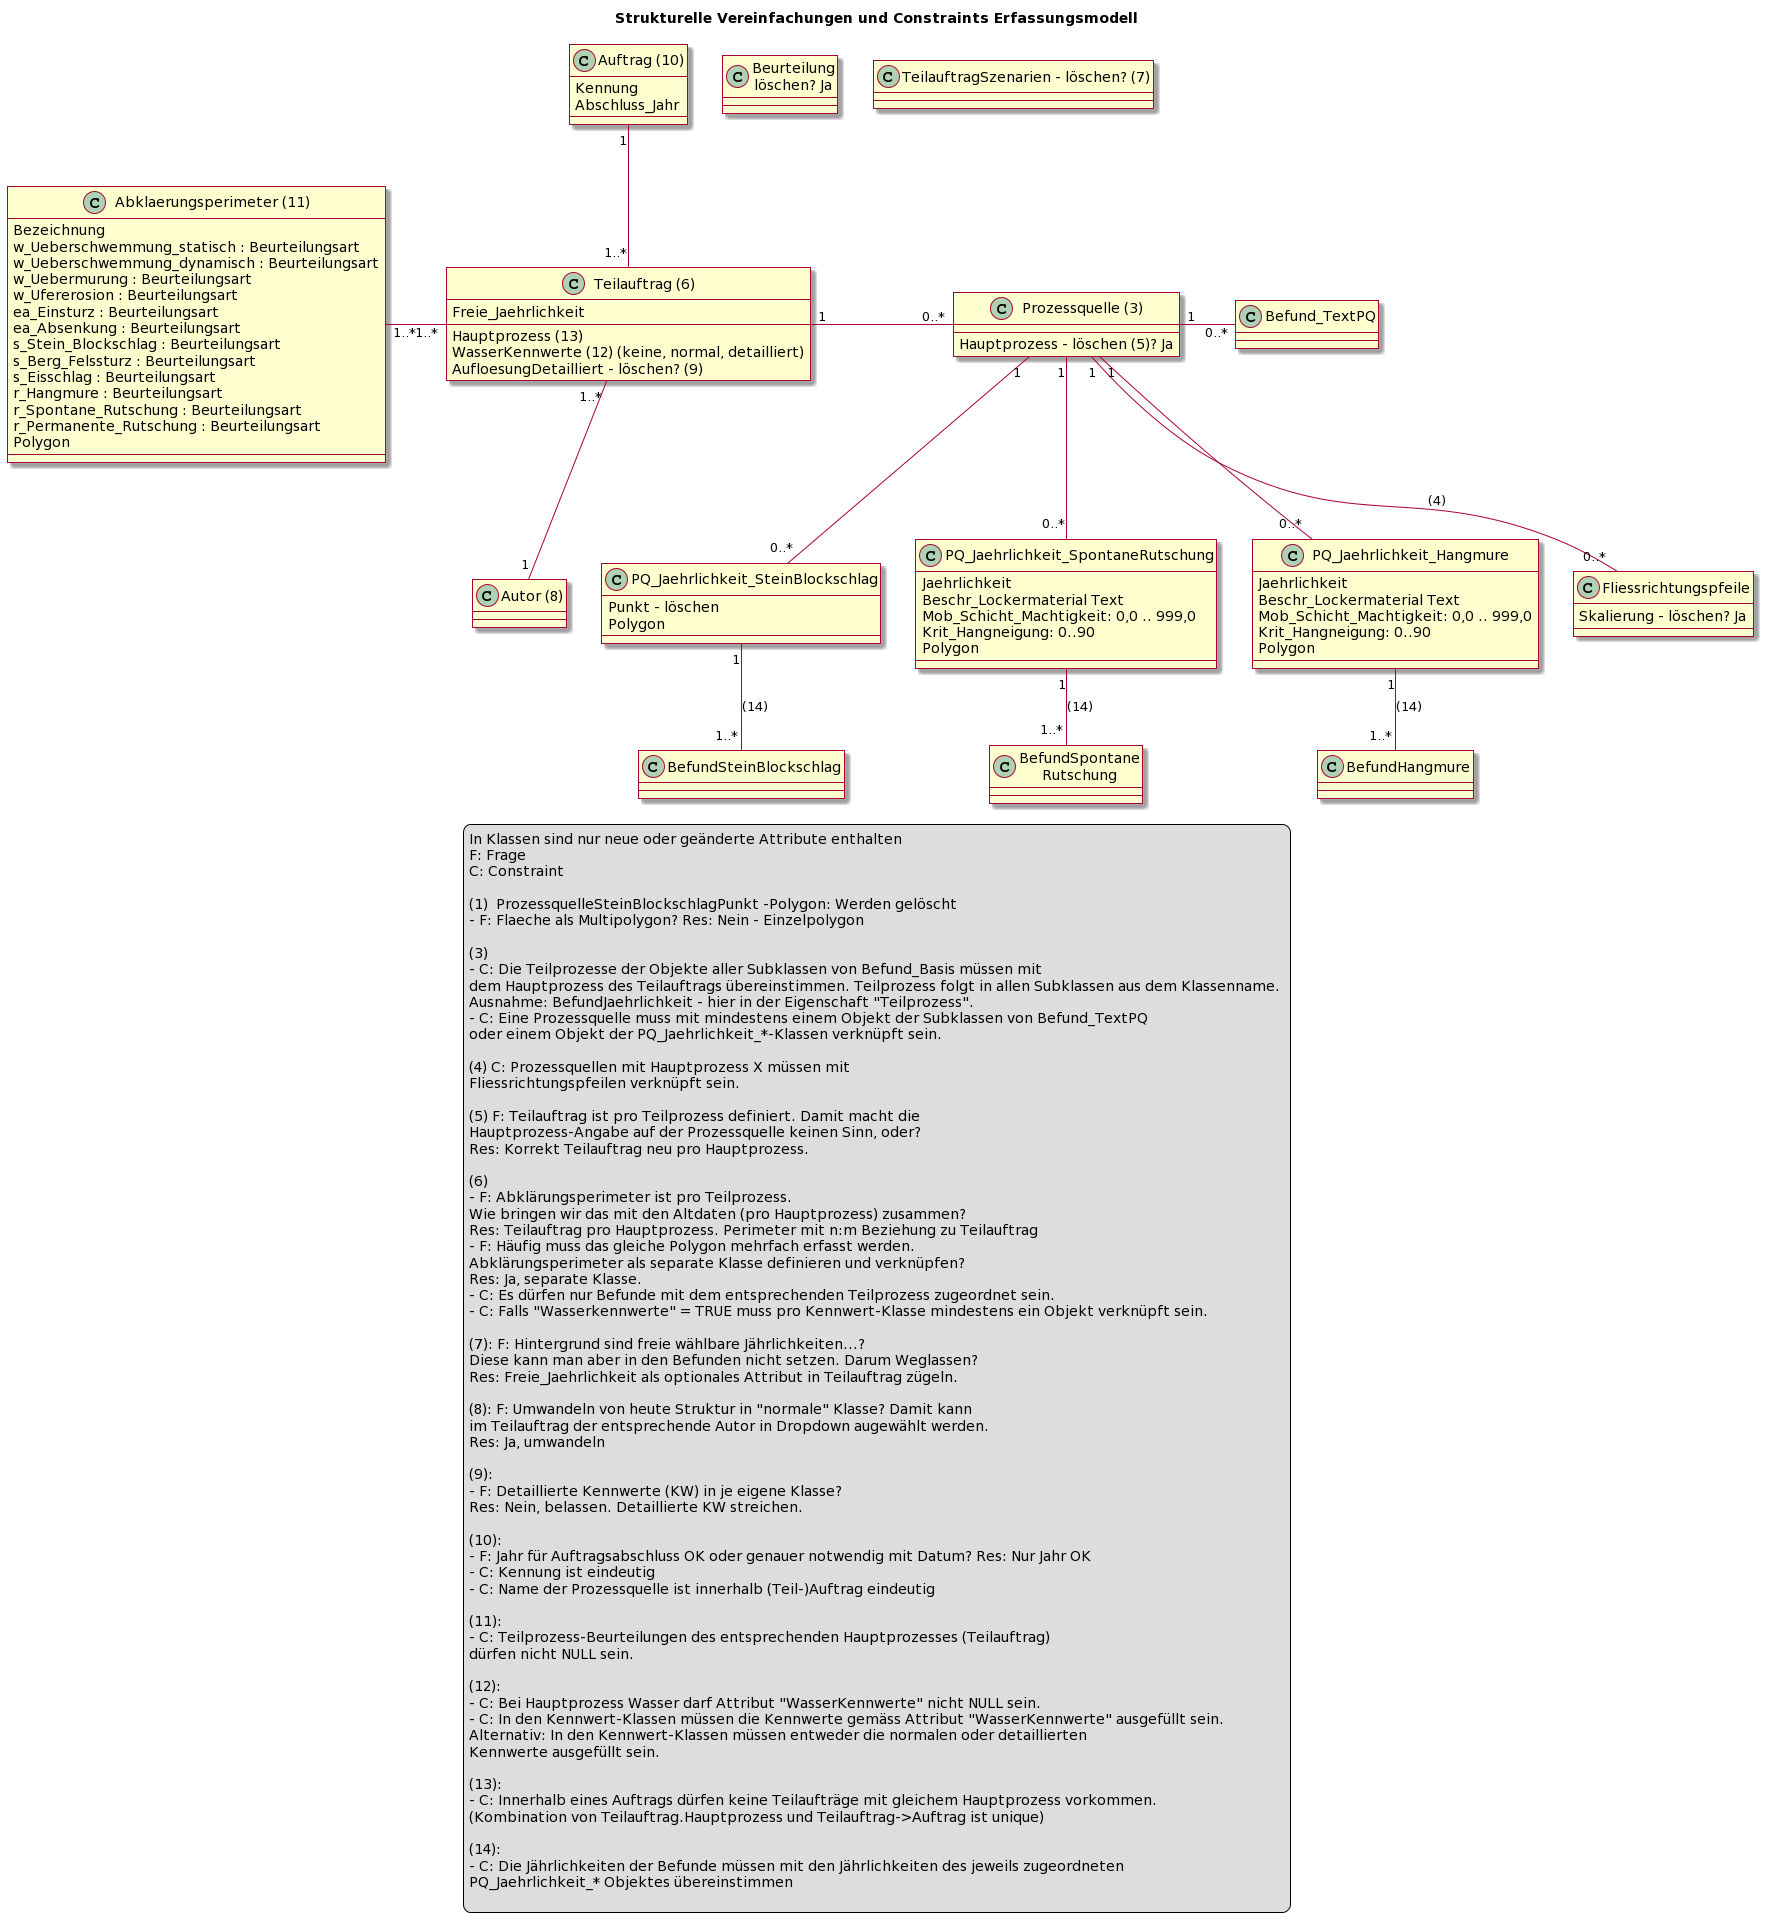 Strukturelle Vereinfachungen und Constraints Erfassungsmodell
C Auftrag (10)
Kennung
Abschluss_Jahr
C Beurteilung
löschen? Ja
C TeilauftragSzenarien - löschen? (7)
1
1..*
C Abklaerungsperimeter (11)
Bezeichnung
w_Ueberschwemmung_statisch : Beurteilungsart
w_Ueberschwemmung_dynamisch : Beurteilungsart
w_Uebermurung : Beurteilungsart
w_Ufererosion : Beurteilungsart
ea_Einsturz : Beurteilungsart
ea_Absenkung : Beurteilungsart
s_Stein_Blockschlag : Beurteilungsart
s_Berg_Felssturz : Beurteilungsart
s_Eisschlag : Beurteilungsart
r_Hangmure : Beurteilungsart
r_Spontane_Rutschung : Beurteilungsart
r_Permanente_Rutschung : Beurteilungsart
Polygon
1..*1..*
C Teilauftrag (6)
Freie_Jaehrlichkeit
Hauptprozess (13)
WasserKennwerte (12) (keine, normal, detailliert)
AufloesungDetailliert - löschen? (9)
1
0..*
C Prozessquelle (3)
Hauptprozess - löschen (5)? Ja
1
0..*
C Befund_TextPQ
1..*
1
1
1
1
1
(4)
0..*
0..*
0..*
0..*
C Autor (8)
C PQ_Jaehrlichkeit_SteinBlockschlag
Punkt - löschen
Polygon
C PQ_Jaehrlichkeit_SpontaneRutschung
Jaehrlichkeit
Beschr_Lockermaterial Text
Mob_Schicht_Machtigkeit: 0,0 .. 999,0
Krit_Hangneigung: 0..90
Polygon
C PQ_Jaehrlichkeit_Hangmure
Jaehrlichkeit
Beschr_Lockermaterial Text
Mob_Schicht_Machtigkeit: 0,0 .. 999,0
Krit_Hangneigung: 0..90
Polygon
C Fliessrichtungspfeile
Skalierung - löschen? Ja
1
(14)
1..*
1
(14)
1..*
1
(14)
1..*
C BefundSteinBlockschlag
C BefundSpontane
Rutschung
C BefundHangmure
In Klassen sind nur neue oder geänderte Attribute enthalten
F: Frage
C: Constraint
(1)  ProzessquelleSteinBlockschlagPunkt -Polygon: Werden gelöscht
- F: Flaeche als Multipolygon? Res: Nein - Einzelpolygon
(3)
- C: Die Teilprozesse der Objekte aller Subklassen von Befund_Basis müssen mit
dem Hauptprozess des Teilauftrags übereinstimmen. Teilprozess folgt in allen Subklassen aus dem Klassenname.
Ausnahme: BefundJaehrlichkeit - hier in der Eigenschaft "Teilprozess".
- C: Eine Prozessquelle muss mit mindestens einem Objekt der Subklassen von Befund_TextPQ
oder einem Objekt der PQ_Jaehrlichkeit_*-Klassen verknüpft sein.
(4) C: Prozessquellen mit Hauptprozess X müssen mit
Fliessrichtungspfeilen verknüpft sein.
(5) F: Teilauftrag ist pro Teilprozess definiert. Damit macht die
Hauptprozess-Angabe auf der Prozessquelle keinen Sinn, oder?
Res: Korrekt Teilauftrag neu pro Hauptprozess.
(6)
- F: Abklärungsperimeter ist pro Teilprozess.
Wie bringen wir das mit den Altdaten (pro Hauptprozess) zusammen?
Res: Teilauftrag pro Hauptprozess. Perimeter mit n:m Beziehung zu Teilauftrag
- F: Häufig muss das gleiche Polygon mehrfach erfasst werden.
Abklärungsperimeter als separate Klasse definieren und verknüpfen?
Res: Ja, separate Klasse.
- C: Es dürfen nur Befunde mit dem entsprechenden Teilprozess zugeordnet sein.
- C: Falls "Wasserkennwerte" = TRUE muss pro Kennwert-Klasse mindestens ein Objekt verknüpft sein.
(7): F: Hintergrund sind freie wählbare Jährlichkeiten...?
Diese kann man aber in den Befunden nicht setzen. Darum Weglassen?
Res: Freie_Jaehrlichkeit als optionales Attribut in Teilauftrag zügeln.
(8): F: Umwandeln von heute Struktur in "normale" Klasse? Damit kann
im Teilauftrag der entsprechende Autor in Dropdown augewählt werden.
Res: Ja, umwandeln
(9):
- F: Detaillierte Kennwerte (KW) in je eigene Klasse?
Res: Nein, belassen. Detaillierte KW streichen.
(10):
- F: Jahr für Auftragsabschluss OK oder genauer notwendig mit Datum? Res: Nur Jahr OK
- C: Kennung ist eindeutig
- C: Name der Prozessquelle ist innerhalb (Teil-)Auftrag eindeutig
(11):
- C: Teilprozess-Beurteilungen des entsprechenden Hauptprozesses (Teilauftrag)
dürfen nicht NULL sein.
(12):
- C: Bei Hauptprozess Wasser darf Attribut "WasserKennwerte" nicht NULL sein.
- C: In den Kennwert-Klassen müssen die Kennwerte gemäss Attribut "WasserKennwerte" ausgefüllt sein.
Alternativ: In den Kennwert-Klassen müssen entweder die normalen oder detaillierten
Kennwerte ausgefüllt sein.
(13):
- C: Innerhalb eines Auftrags dürfen keine Teilaufträge mit gleichem Hauptprozess vorkommen.
(Kombination von Teilauftrag.Hauptprozess und Teilauftrag->Auftrag ist unique)
(14):
- C: Die Jährlichkeiten der Befunde müssen mit den Jährlichkeiten des jeweils zugeordneten
PQ_Jaehrlichkeit_* Objektes übereinstimmen